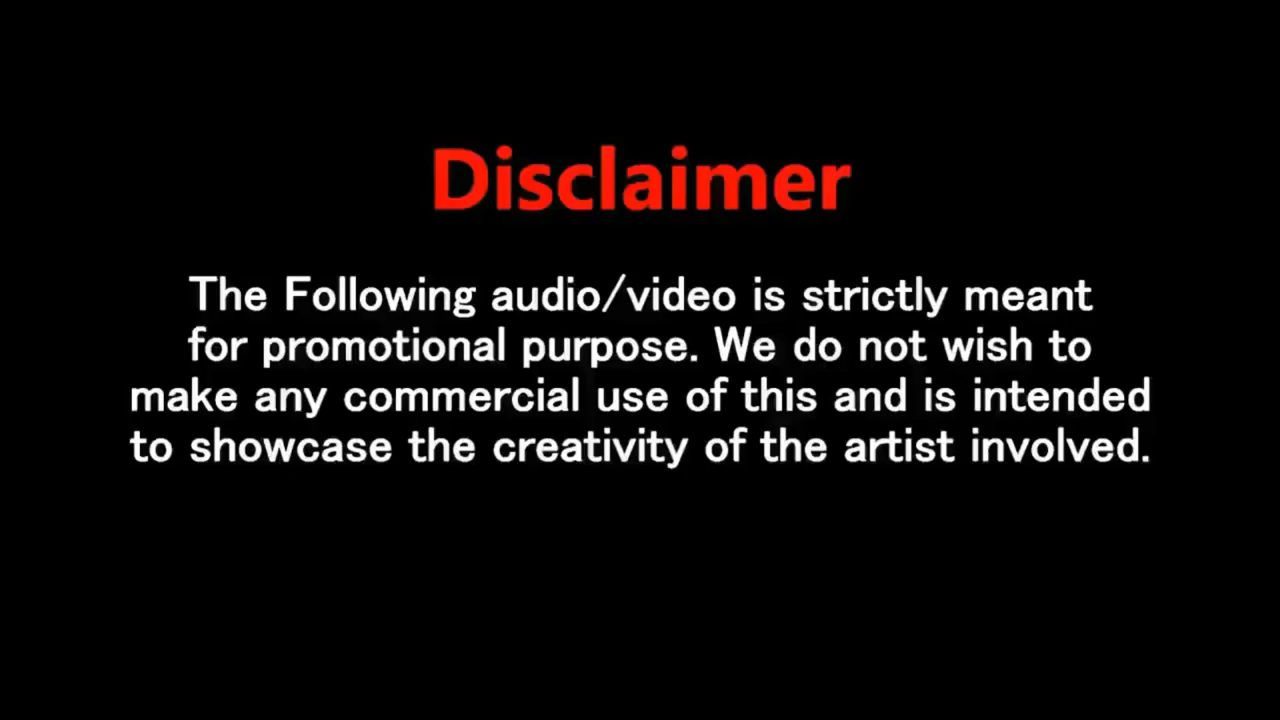 Disclaimer
The Following audio/video is strictly meant
for promotional purpose. We do not wish to
make any commercial use of this and is intended
to showcase the creativity of the artist involved.